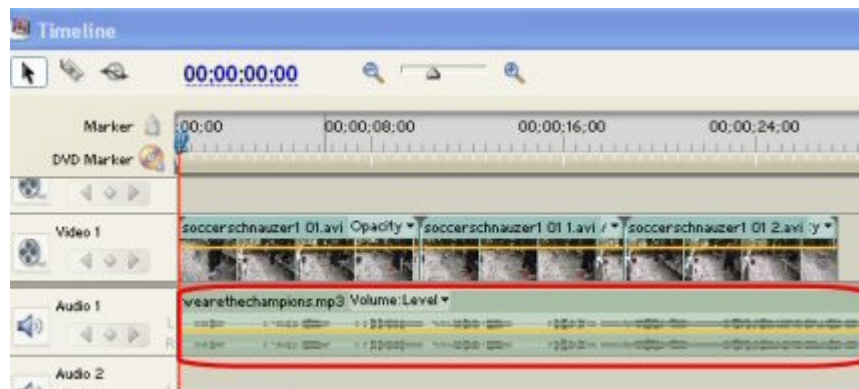 Timeline
00;00;00;00
Marker
:00;00 00;00;08;00 00;00;16;00 00;00;24;00
DVD Marker
Video 1
soccerschnauzer1 01.avi Opacity soccerschnauzer1 01 1.avi soccerschnauzer1 01 2.avi :y
Audio 1
wearethechampions.mp3 Volume:Level
L
R
Audio 2